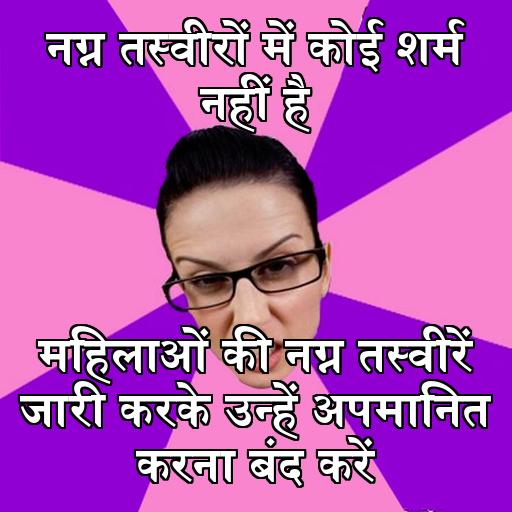 नग्न तस्वीरों में कोई शर्म
नहीं है
महिलाओं की नग्न तस्वीरें
जारी करके उन्हें अपमानित
करना बंद करें